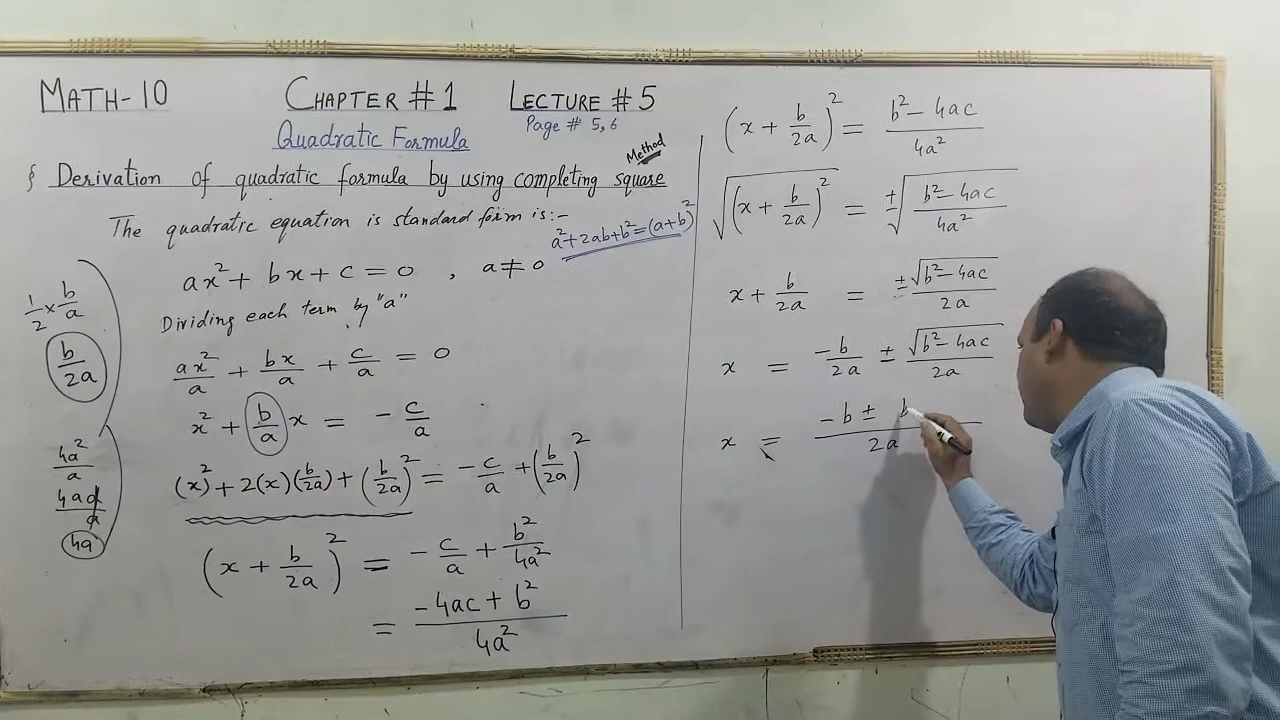 MATH-10 CHAPTER #1 LECTURE #5
Quadratic Formula Page # 5,6
Method
{ Derivation of quadratic formula by using completing square
The quadratic equation is standard form is:-
a²+2ab+b²=(a+b)²
ax² + bx + c = 0 , a ≠ 0
Dividing each term by "a"
ax²/a + bx/a + c/a = 0
x² + b/a x = - c/a
(x)² + 2(x)(b/2a) + (b/2a)² = - c/a + (b/2a)²
(x + b/2a)² = - c/a + b²/4a²
= (-4ac + b²)/4a²
1/2 × b/a
b/2a
4a²/a
4aa/a
4a
(x + b/2a)² = (b² - 4ac)/4a²
√(x + b/2a)² = ±√((b² - 4ac)/4a²)
x + b/2a = ±√(b² - 4ac)/2a
x = -b/2a ± √(b² - 4ac)/2a
x = (-b ± b)/2a